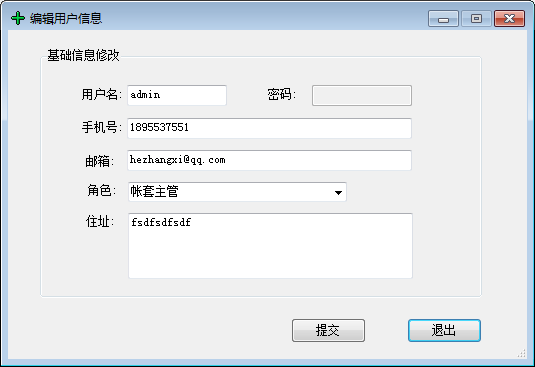 编辑用户信息
基础信息修改
用户名: admin 密码:
手机号: 1895537551
邮箱: hezhangxi@qq.com
角色: 帐套主管
住址: fsdfsdfsdf
提交 退出